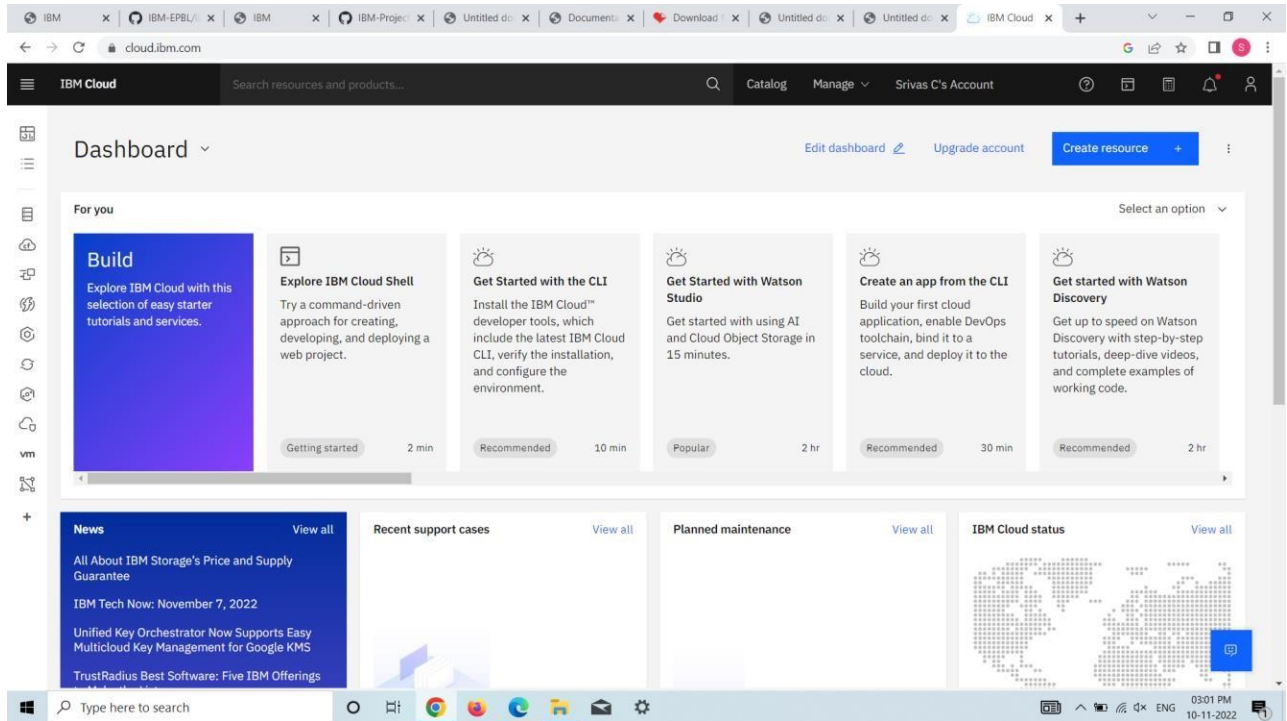 IBM
IBM-EPBL/I
IBM
IBM-Project
Untitled do
Documenta
Download f
Untitled do
Untitled do
IBM Cloud
cloud.ibm.com
G
S
IBM Cloud
Search resources and products...
Catalog
Manage
Srivas C's Account
Dashboard
Edit dashboard
Upgrade account
Create resource +
For you
Select an option
Build
Explore IBM Cloud with this
selection of easy starter
tutorials and services.
Explore IBM Cloud Shell
Try a command-driven
approach for creating,
developing, and deploying a
web project.
Getting started
2 min
Get Started with the CLI
Install the IBM Cloud™
developer tools, which
include the latest IBM Cloud
CLI, verify the installation,
and configure the
environment.
Recommended
10 min
Get Started with Watson
Studio
Get started with using AI
and Cloud Object Storage in
15 minutes.
Popular
2 hr
Create an app from the CLI
Build your first cloud
application, enable DevOps
toolchain, bind it to a
service, and deploy it to the
cloud.
Recommended
30 min
Get started with Watson
Discovery
Get up to speed on Watson
Discovery with step-by-step
tutorials, deep-dive videos,
and complete examples of
working code.
Recommended
2 hr
vm
News
View all
All About IBM Storage's Price and Supply
Guarantee
IBM Tech Now: November 7, 2022
Unified Key Orchestrator Now Supports Easy
Multicloud Key Management for Google KMS
TrustRadius Best Software: Five IBM Offerings
Recent support cases
View all
Planned maintenance
View all
IBM Cloud status
View all
Type here to search
ENG
03:01 PM
10-11-2022